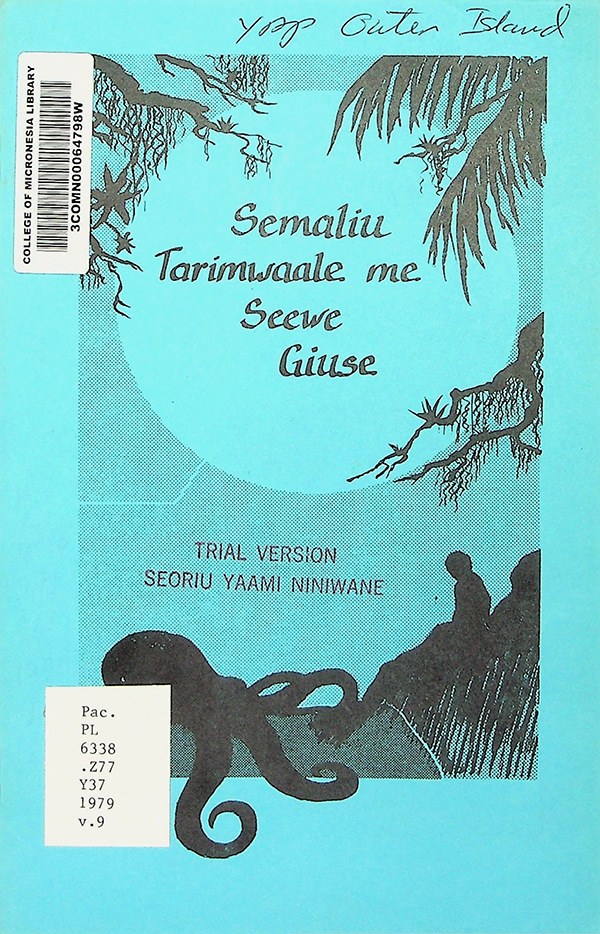 Yap Outer Island
COLLEGE OF MICRONESIA LIBRARY
3COMN00064798W
Semaliu
Tarimwaale me
Seewe
Giuse
TRIAL VERSION
SEORIU YAAMI NINIWANE
Pac.
PL
6338
.Z77
Y37
1979
v.9